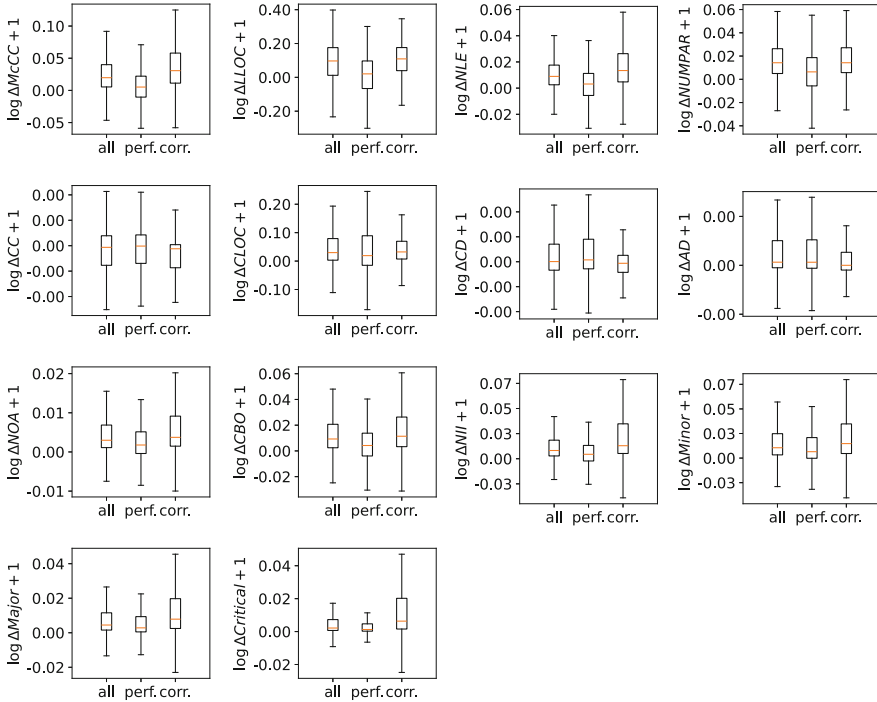 log ΔMcCC + 1
0.10
0.05
0.00
-0.05
all perf. corr.
log ΔLLOC + 1
0.40
0.20
0.00
-0.20
all perf. corr.
log ΔNLE + 1
0.06
0.04
0.02
0.00
-0.02
all perf. corr.
log ΔNUMPAR + 1
0.06
0.04
0.02
0.00
-0.02
-0.04
all perf. corr.
log ΔCC + 1
0.00
0.00
0.00
-0.00
-0.00
all perf. corr.
log ΔCLOC + 1
0.20
0.10
0.00
-0.10
all perf. corr.
log ΔCD + 1
0.00
0.00
0.00
-0.00
-0.00
all perf. corr.
log ΔAD + 1
0.00
0.00
-0.00
all perf. corr.
log ΔNOA + 1
0.02
0.01
0.00
-0.01
all perf. corr.
log ΔCBO + 1
0.06
0.04
0.02
0.00
-0.02
all perf. corr.
log ΔNII + 1
0.07
0.05
0.03
0.00
-0.03
all perf. corr.
log ΔMinor + 1
0.07
0.05
0.03
0.00
-0.03
all perf. corr.
log ΔMajor + 1
0.04
0.02
0.00
-0.02
all perf. corr.
log ΔCritical + 1
0.04
0.02
0.00
-0.02
all perf. corr.